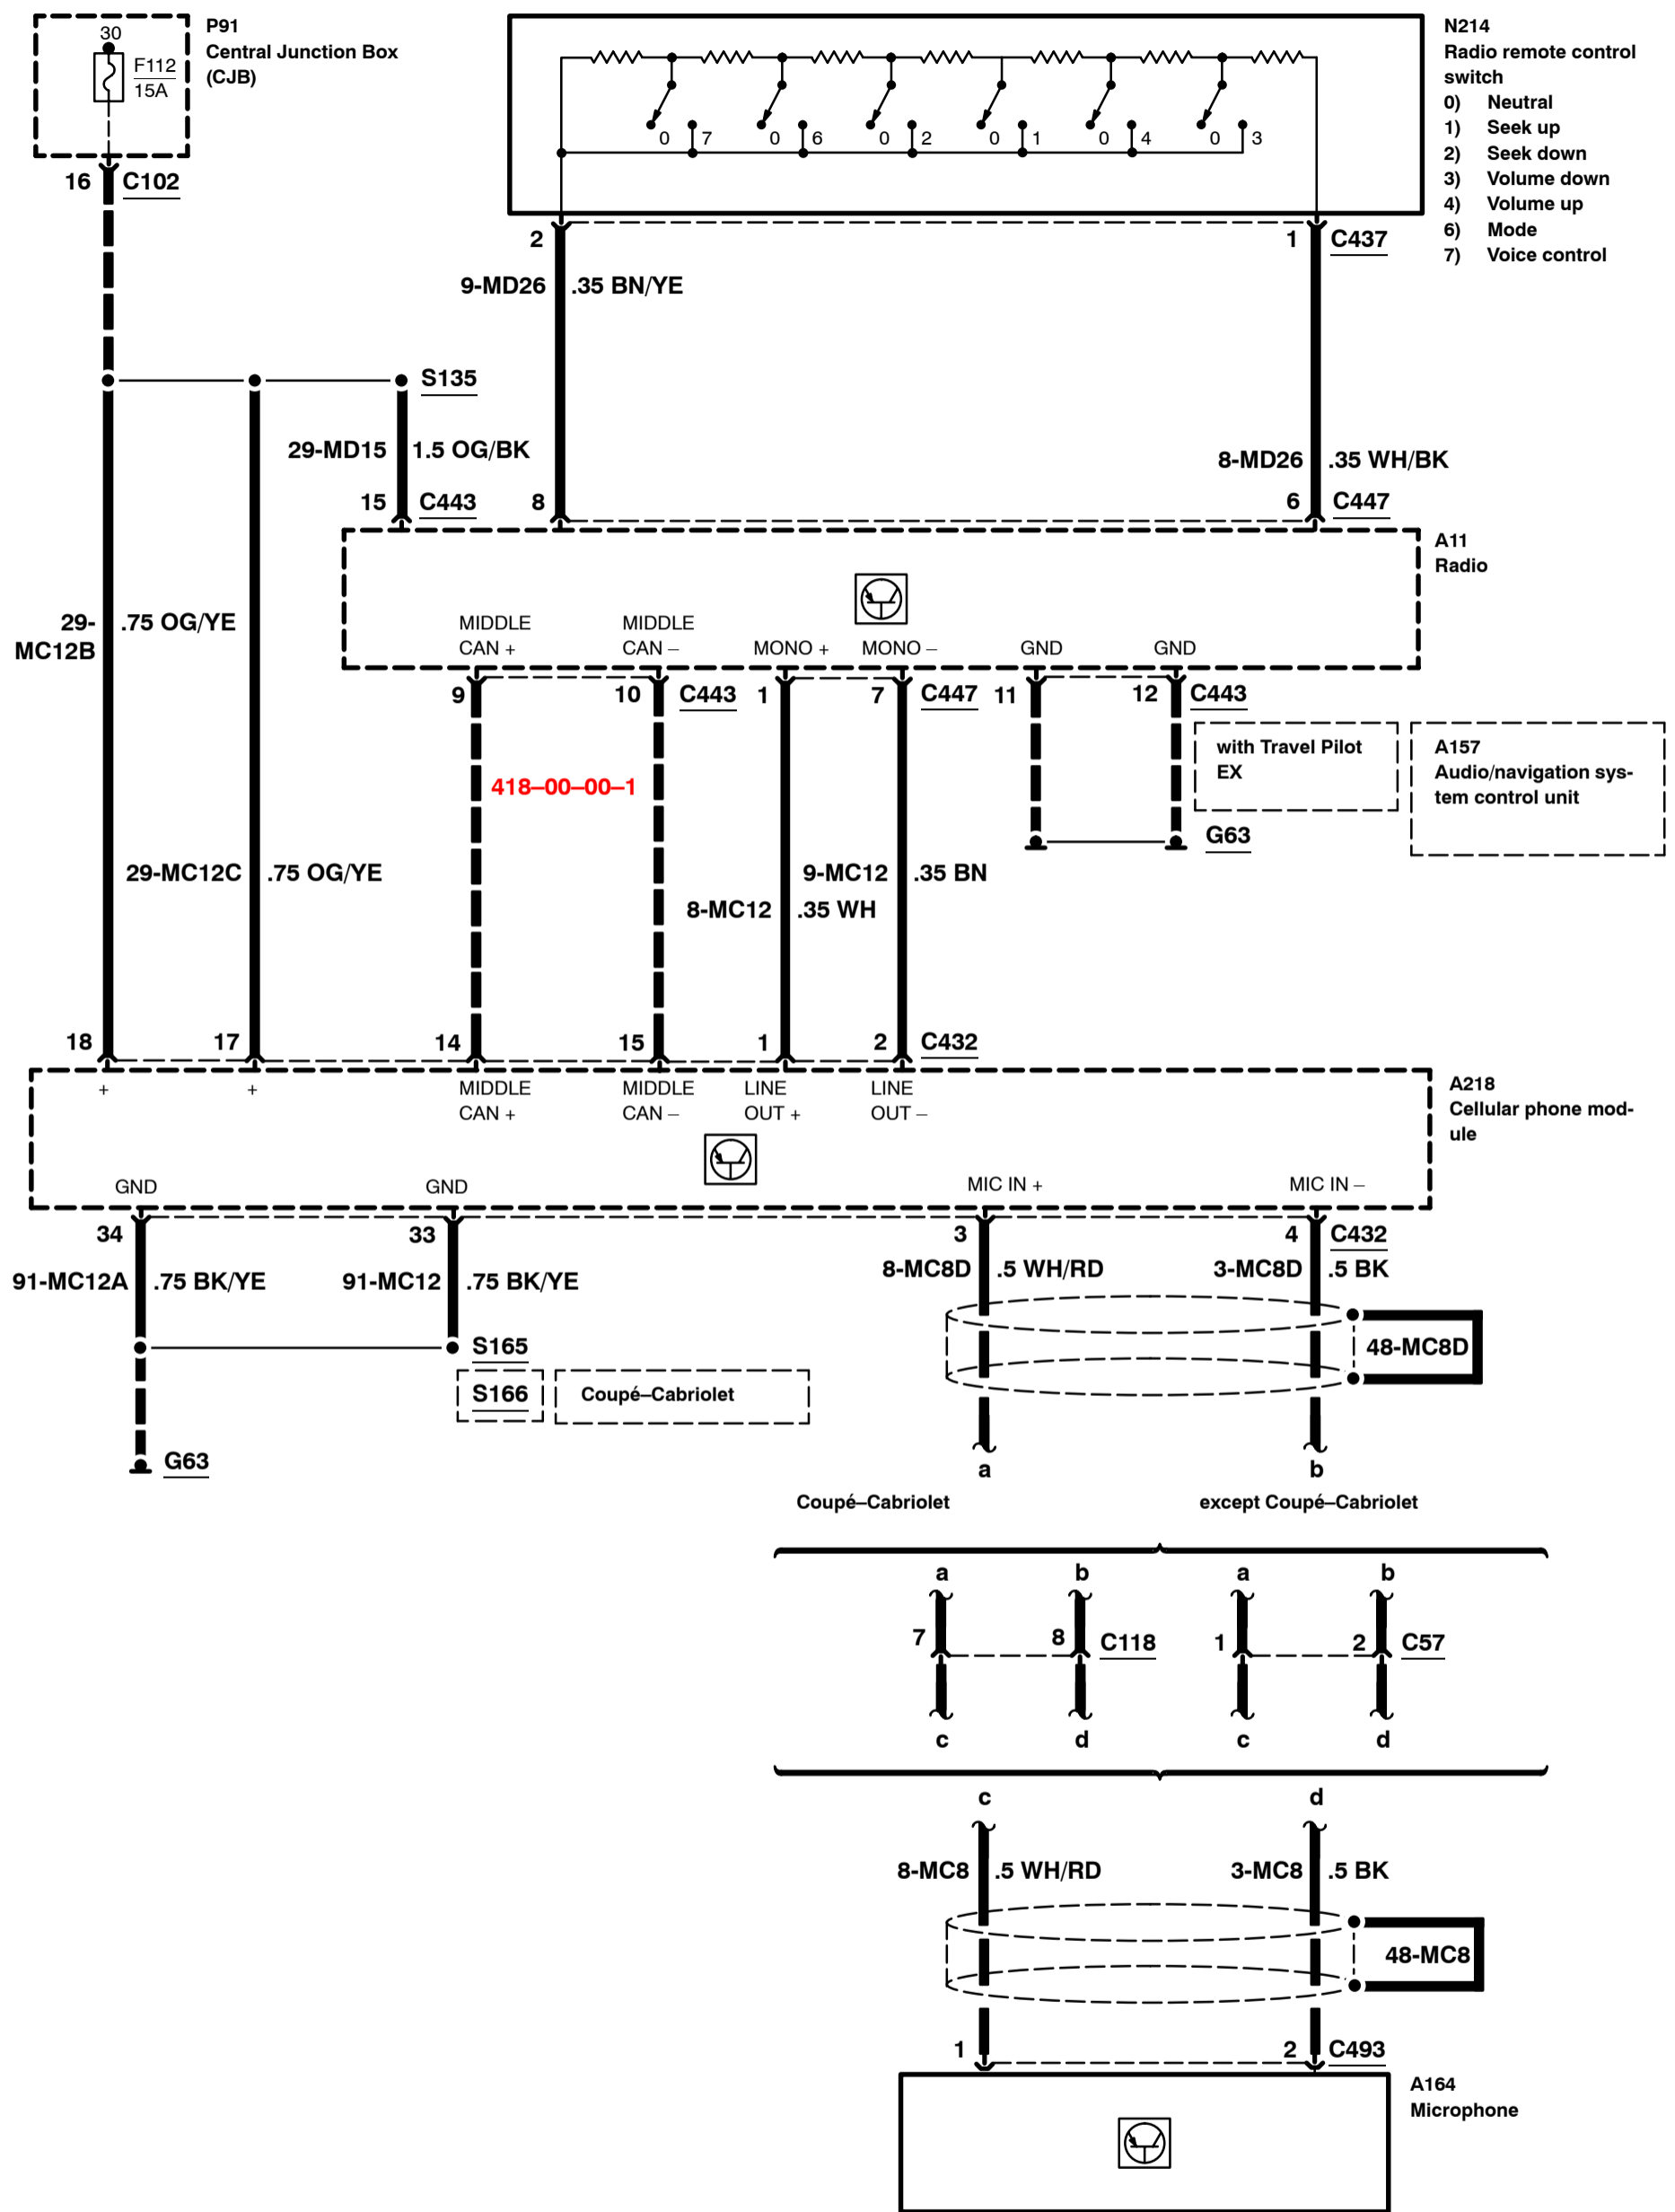 P91
Central Junction Box
(CJB)
30
F112
15A
16 C102
N214
Radio remote control
switch
0) Neutral
1) Seek up
2) Seek down
3) Volume down
4) Volume up
6) Mode
7) Voice control
0 7 0 6 0 2 0 1 0 4 0 3
2 1 C437
9-MD26 .35 BN/YE
S135
29-MD15 1.5 OG/BK
8-MD26 .35 WH/BK
15 C443 8 6 C447
A11
Radio
29-
MC12B
.75 OG/YE
MIDDLE
CAN +
MIDDLE
CAN –
MONO + MONO – GND GND
9 10 C443 1 7 C447 11 12 C443
with Travel Pilot
EX
A157
Audio/navigation sys-
tem control unit
418–00–00–1
G63
29-MC12C .75 OG/YE
9-MC12 .35 BN
8-MC12 .35 WH
18 17 14 15 1 2 C432
+ +
MIDDLE
CAN +
MIDDLE
CAN –
LINE
OUT +
LINE
OUT –
A218
Cellular phone mod-
ule
GND GND MIC IN + MIC IN –
34 33 3 4 C432
91-MC12A .75 BK/YE 91-MC12 .75 BK/YE 8-MC8D .5 WH/RD 3-MC8D .5 BK
S165
48-MC8D
S166 Coupé–Cabriolet
G63
a b
Coupé–Cabriolet except Coupé–Cabriolet
a b a b
7 8 C118 1 2 C57
c d c d
c d
8-MC8 .5 WH/RD 3-MC8 .5 BK
48-MC8
1 2 C493
A164
Microphone